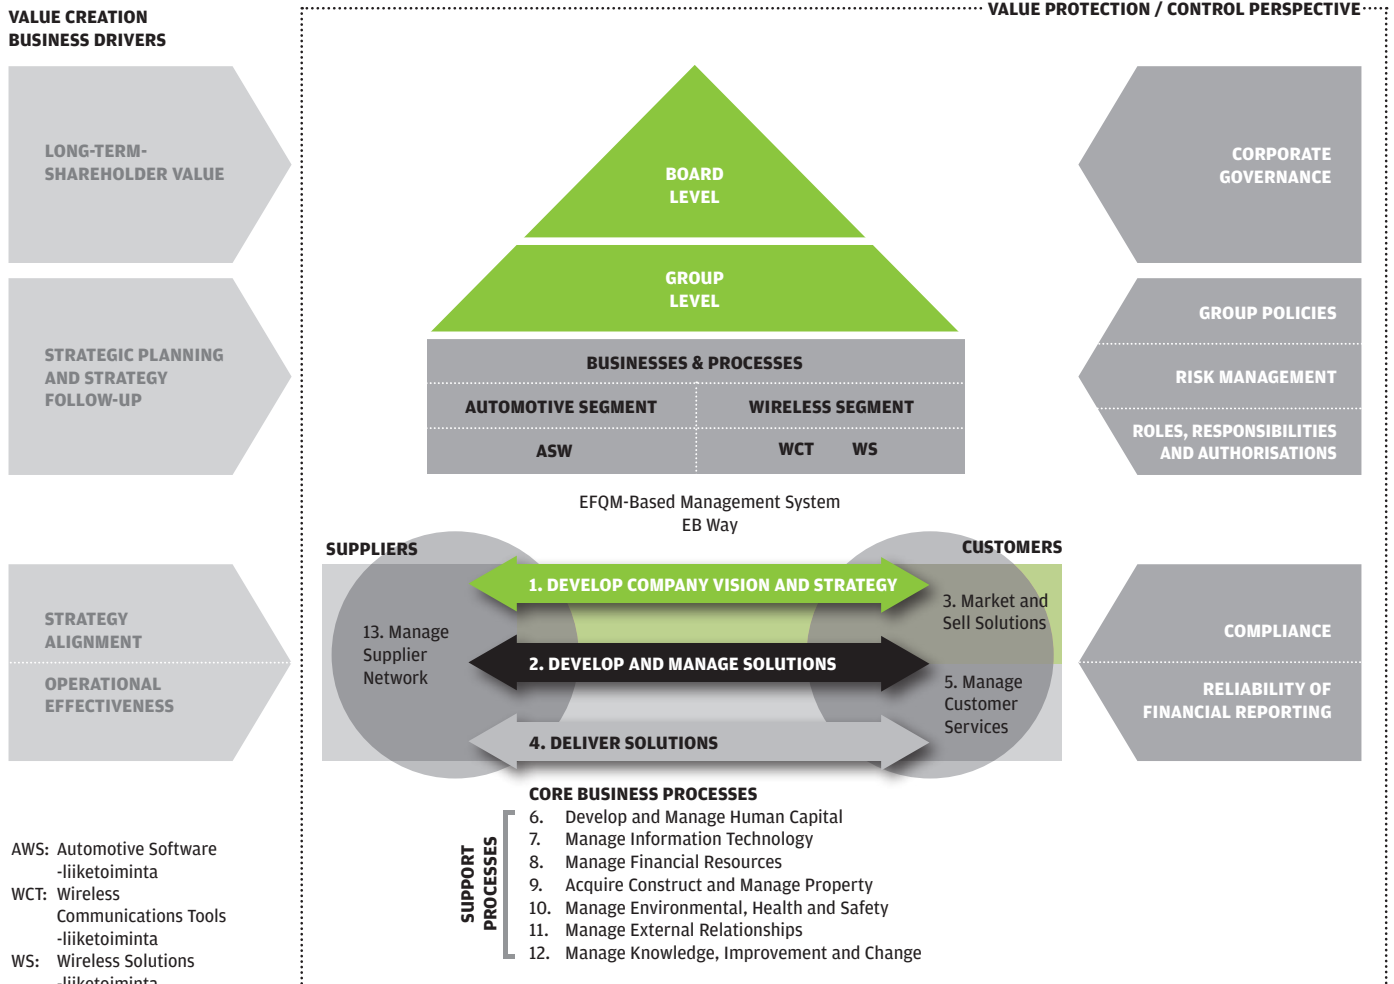 VALUE CREATION
BUSINESS DRIVERS
VALUE PROTECTION / CONTROL PERSPECTIVE
LONG-TERM-
SHAREHOLDER VALUE
STRATEGIC PLANNING
AND STRATEGY
FOLLOW-UP
STRATEGY
ALIGNMENT
OPERATIONAL
EFFECTIVENESS
BOARD
LEVEL
GROUP
LEVEL
BUSINESSES & PROCESSES
AUTOMOTIVE SEGMENT
WIRELESS SEGMENT
ASW
WCT WS
EFQM-Based Management System
EB Way
CORPORATE
GOVERNANCE
GROUP POLICIES
RISK MANAGEMENT
ROLES, RESPONSIBILITIES
AND AUTHORISATIONS
COMPLIANCE
RELIABILITY OF
FINANCIAL REPORTING
SUPPLIERS
CUSTOMERS
13. Manage
Supplier
Network
1. DEVELOP COMPANY VISION AND STRATEGY
2. DEVELOP AND MANAGE SOLUTIONS
4. DELIVER SOLUTIONS
3. Market and
Sell Solutions
5. Manage
Customer
Services
CORE BUSINESS PROCESSES
SUPPORT
PROCESSES
6. Develop and Manage Human Capital
7. Manage Information Technology
8. Manage Financial Resources
9. Acquire Construct and Manage Property
10. Manage Environmental, Health and Safety
11. Manage External Relationships
12. Manage Knowledge, Improvement and Change
AWS: Automotive Software
-liiketoiminta
WCT: Wireless
Communications Tools
-liiketoiminta
WS: Wireless Solutions
-liiketoiminta